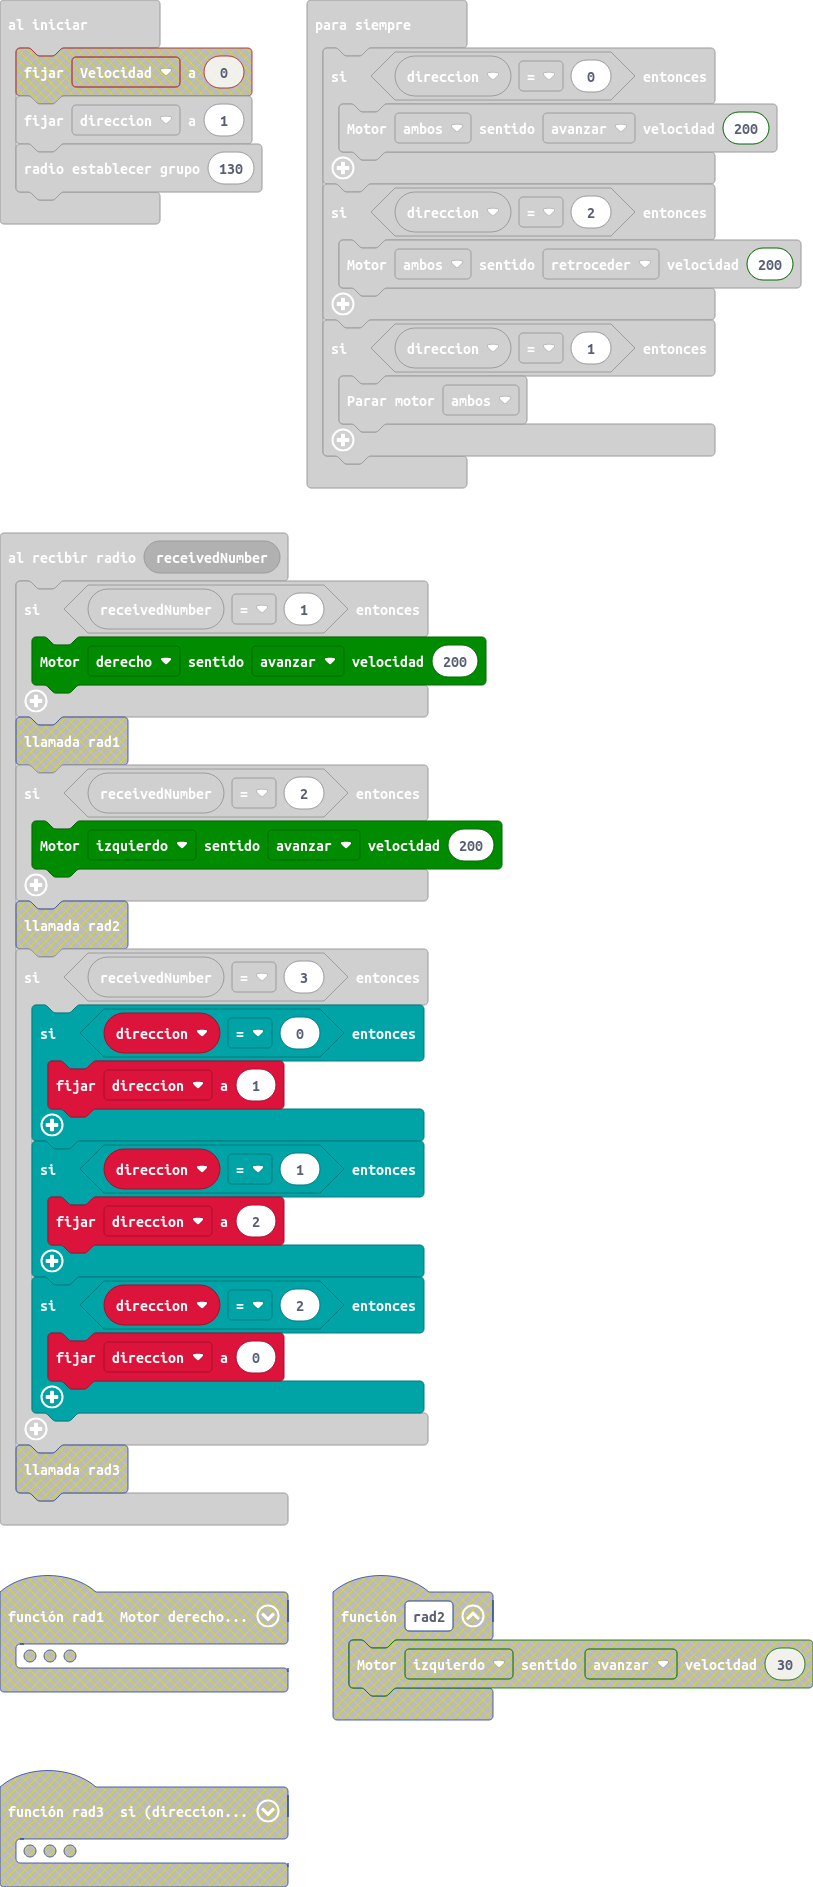 al iniciar
fijar Velocidad a 0
fijar direccion a 1
radio establecer grupo 130
para siempre
si direccion = 0 entonces
Motor ambos sentido avanzar velocidad 200
si direccion = 2 entonces
Motor ambos sentido retroceder velocidad 200
si direccion = 1 entonces
Parar motor ambos
al recibir radio receivedNumber
si receivedNumber = 1 entonces
Motor derecho sentido avanzar velocidad 200
llamada rad1
si receivedNumber = 2 entonces
Motor izquierdo sentido avanzar velocidad 200
llamada rad2
si receivedNumber = 3 entonces
si direccion = 0 entonces
fijar direccion a 1
si direccion = 1 entonces
fijar direccion a 2
si direccion = 2 entonces
fijar direccion a 0
llamada rad3
función rad1 Motor derecho...
función rad2
Motor izquierdo sentido avanzar velocidad 30
función rad3 si (direccion...